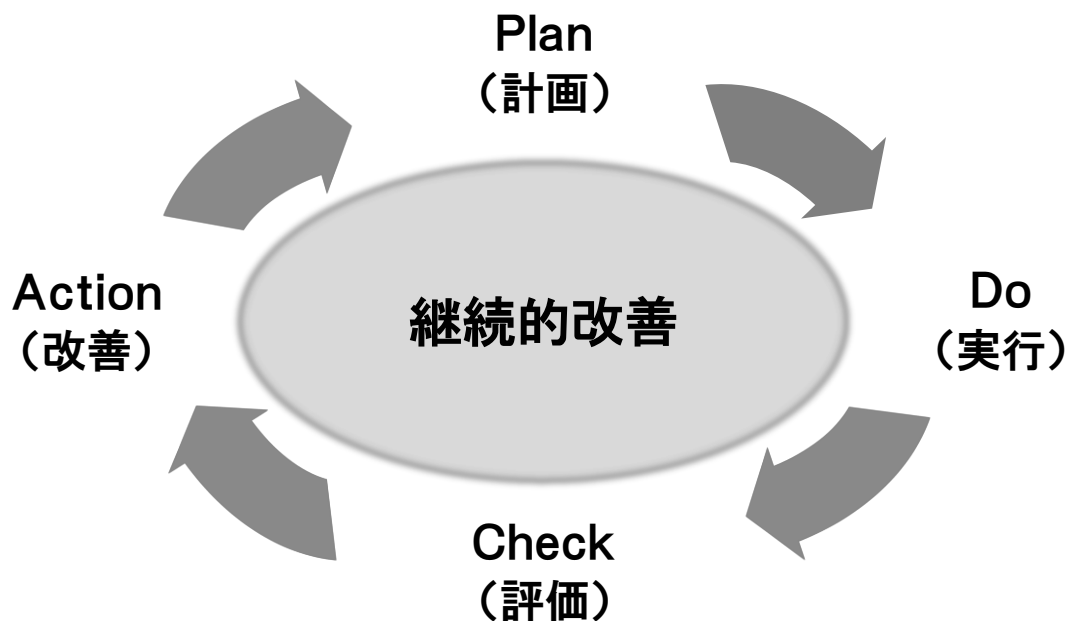 Plan
（計画）
Do
（実行）
Check
（評価）
Action
（改善）
継続的改善